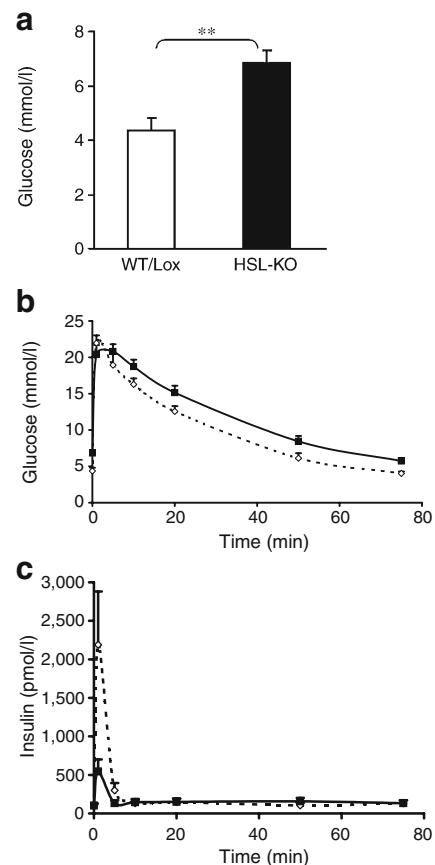 a
Glucose (mmol/l)
8
6
4
2
0
**
WT/Lox HSL-KO
b
Glucose (mmol/l)
25
20
15
10
5
0
0 20 40 60 80
Time (min)
c
Insulin (pmol/l)
3,000
2,500
2,000
1,500
1,000
500
0
0 20 40 60 80
Time (min)